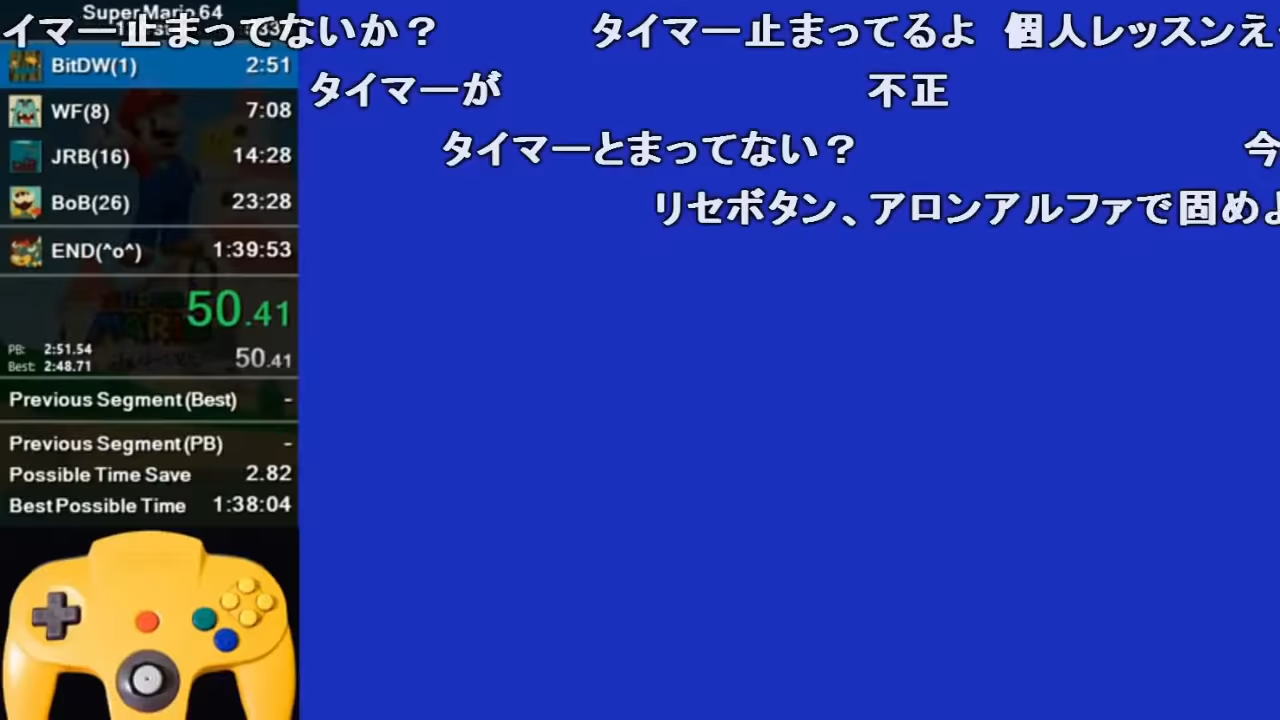 Super Mario 64
イマー止まってないか？
タイマー止まってるよ
個人レッスンえ
BitDW(1) 2:51
タイマーが
不正
WF(8) 7:08
タイマーとまってない？
今
JRB(16) 14:28
BoB(26) 23:28
リセボタン、アロンアルファで固めよ
END(^o^) 1:39:53
50.41
PB: 2:51.54
Best: 2:48.71
50.41
Previous Segment (Best) -
Previous Segment (PB) -
Possible Time Save 2.82
Best Possible Time 1:38:04